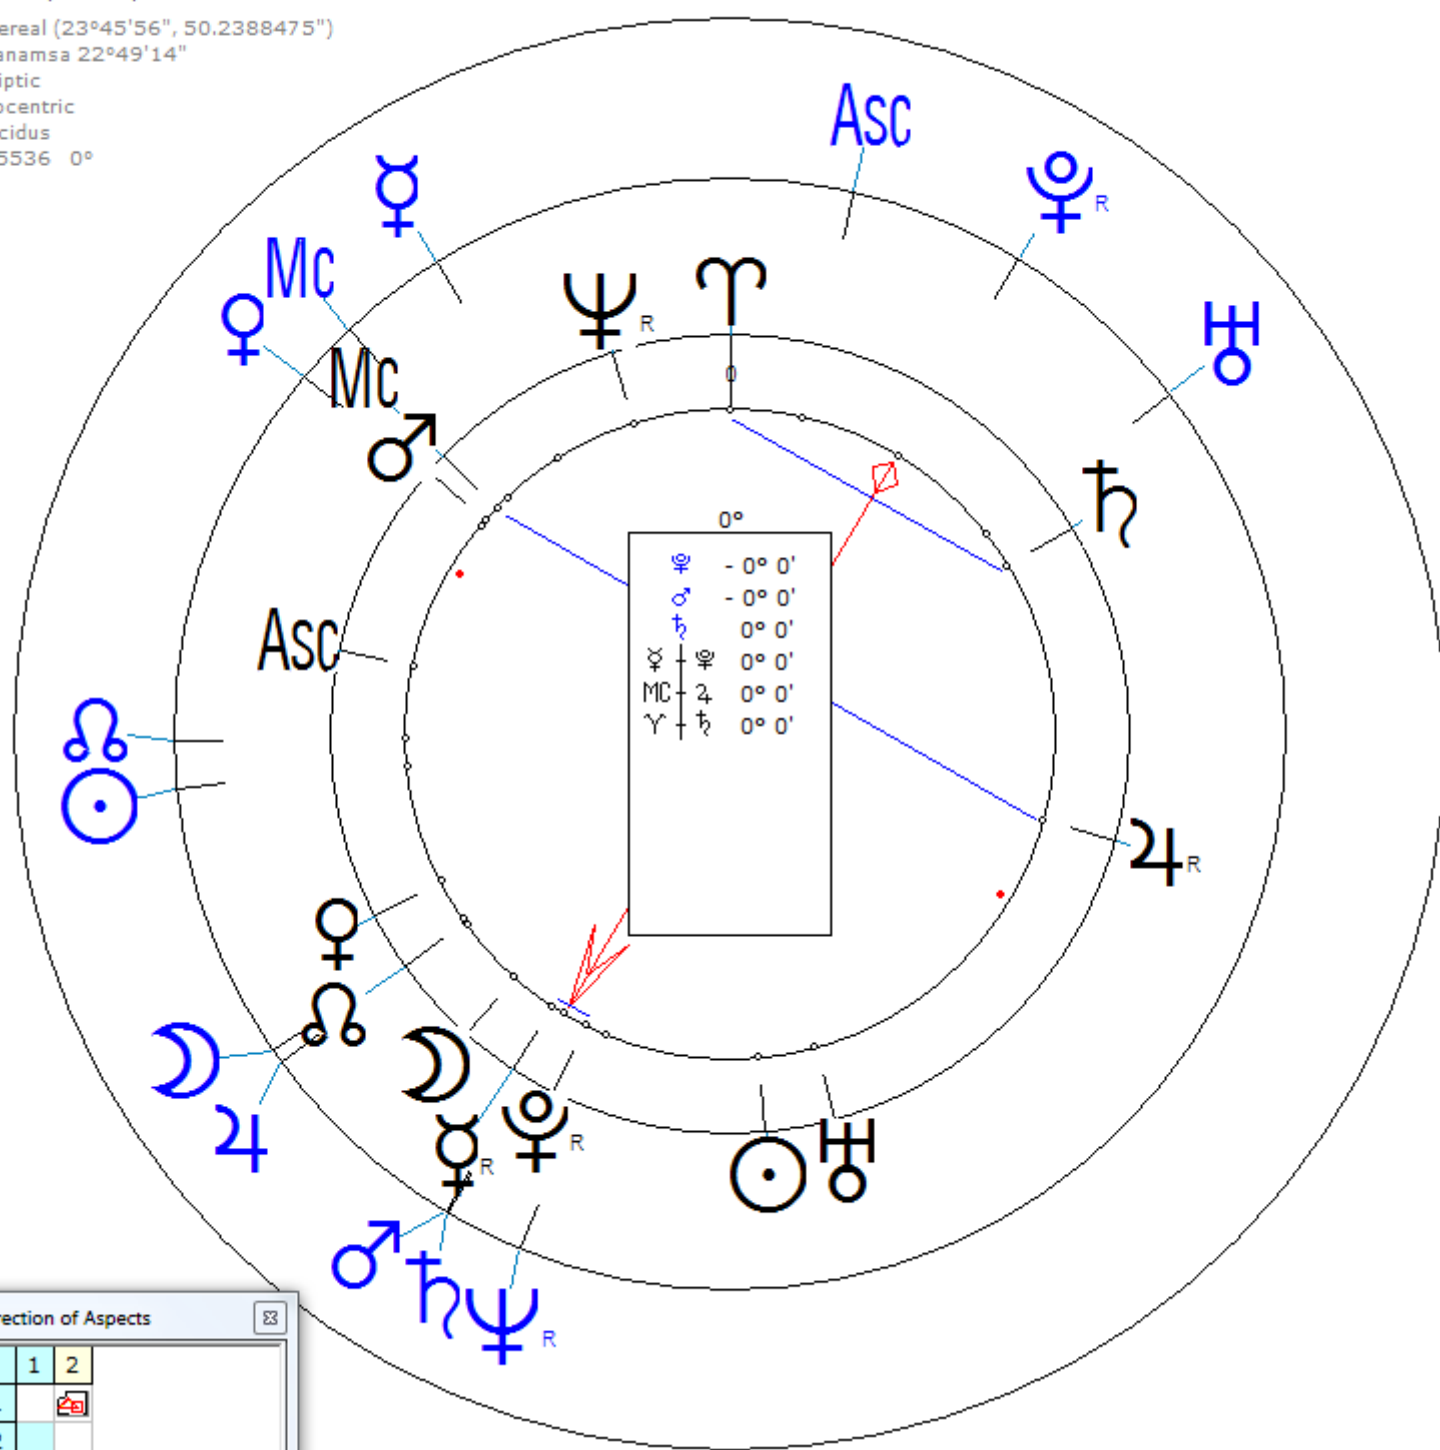 ereal (23°45'56", 50.2388475")
anamsa 22°49'14"
iptic
ocentric
cidus
5536 0°
Asc
☿
♇ R
Mc
♀
♅
♆ R
♈
Mc
0
♂
♄
0°
♇ - 0° 0'
♂ - 0° 0'
♄ 0° 0'
☿ ♇ 0° 0'
MC ♃ 0° 0'
♈ ♄ 0° 0'
Asc
☊
☉
♃ R
♀
☊
☽
☽
♃
☿ R
♇ R
☉
♅
♂
♄
♆ R
rection of Aspects
1 2